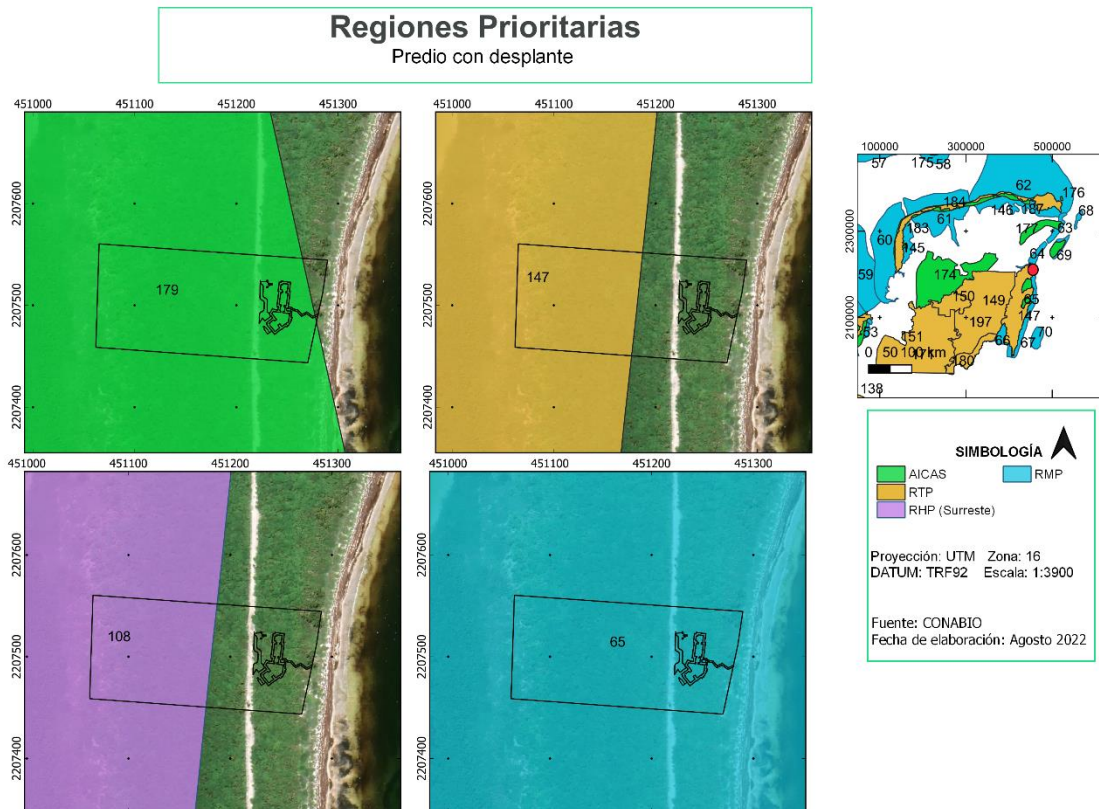 Regiones Prioritarias
Predio con desplante
451000 451100 451200 451300
451000 451100 451200 451300
2207600
2207500
2207400
179
2207600
2207500
2207400
147
451000 451100 451200 451300
451000 451100 451200 451300
2207600
2207500
2207400
108
2207600
2207500
2207400
65
100000 300000 500000
2300000
2100000
57 175 58
62
176
184
146 187
68
61
183
177
63
60
145
64
69
59
174
150 149
65
147
53
151
197
70
66 67
0 50 100 km
171
180
138
SIMBOLOGÍA
AICAS RMP
RTP
RHP (Surreste)
Proyección: UTM Zona: 16
DATUM: TRF92 Escala: 1:3900
Fuente: CONABIO
Fecha de elaboración: Agosto 2022